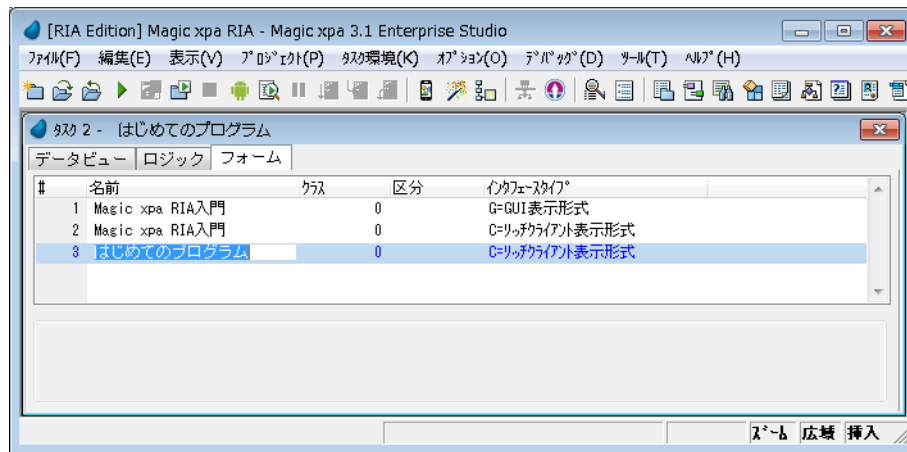 [RIA Edition] Magic xpa RIA - Magic xpa 3.1 Enterprise Studio
ﾌｧｲﾙ(F) 編集(E) 表示(V) ﾌﾟﾛｼﾞｪｸﾄ(P) ﾀｽｸ環境(K) ｵﾌﾟｼｮﾝ(O) ﾃﾞﾊﾞｯｸﾞ(D) ﾂｰﾙ(T) ﾍﾙﾌﾟ(H)
ﾀｽｸ 2 - はじめてのプログラム
データビュー ロジック フォーム
# 名前 ｸﾗｽ 区分 ｲﾝﾀﾌｪｰｽﾀｲﾌﾟ
1 Magic xpa RIA入門 0 G=GUI表示形式
2 Magic xpa RIA入門 0 C=ﾘｯﾁｸﾗｲｱﾝﾄ表示形式
3 はじめてのプログラム 0 C=ﾘｯﾁｸﾗｲｱﾝﾄ表示形式
ｽﾞｰﾑ 広域 挿入